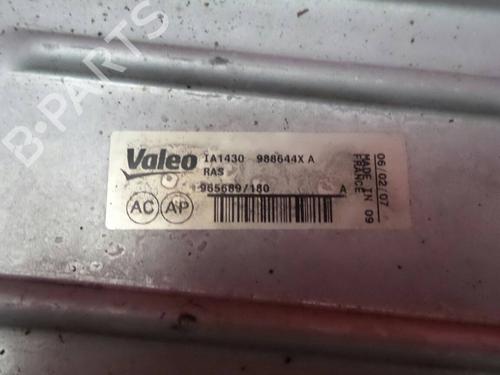 B-PARTS
Valeo
IA1430 988644X A
RAS
965689/180 A
AC AP
06/02/07
MADE IN 09
FRANCE